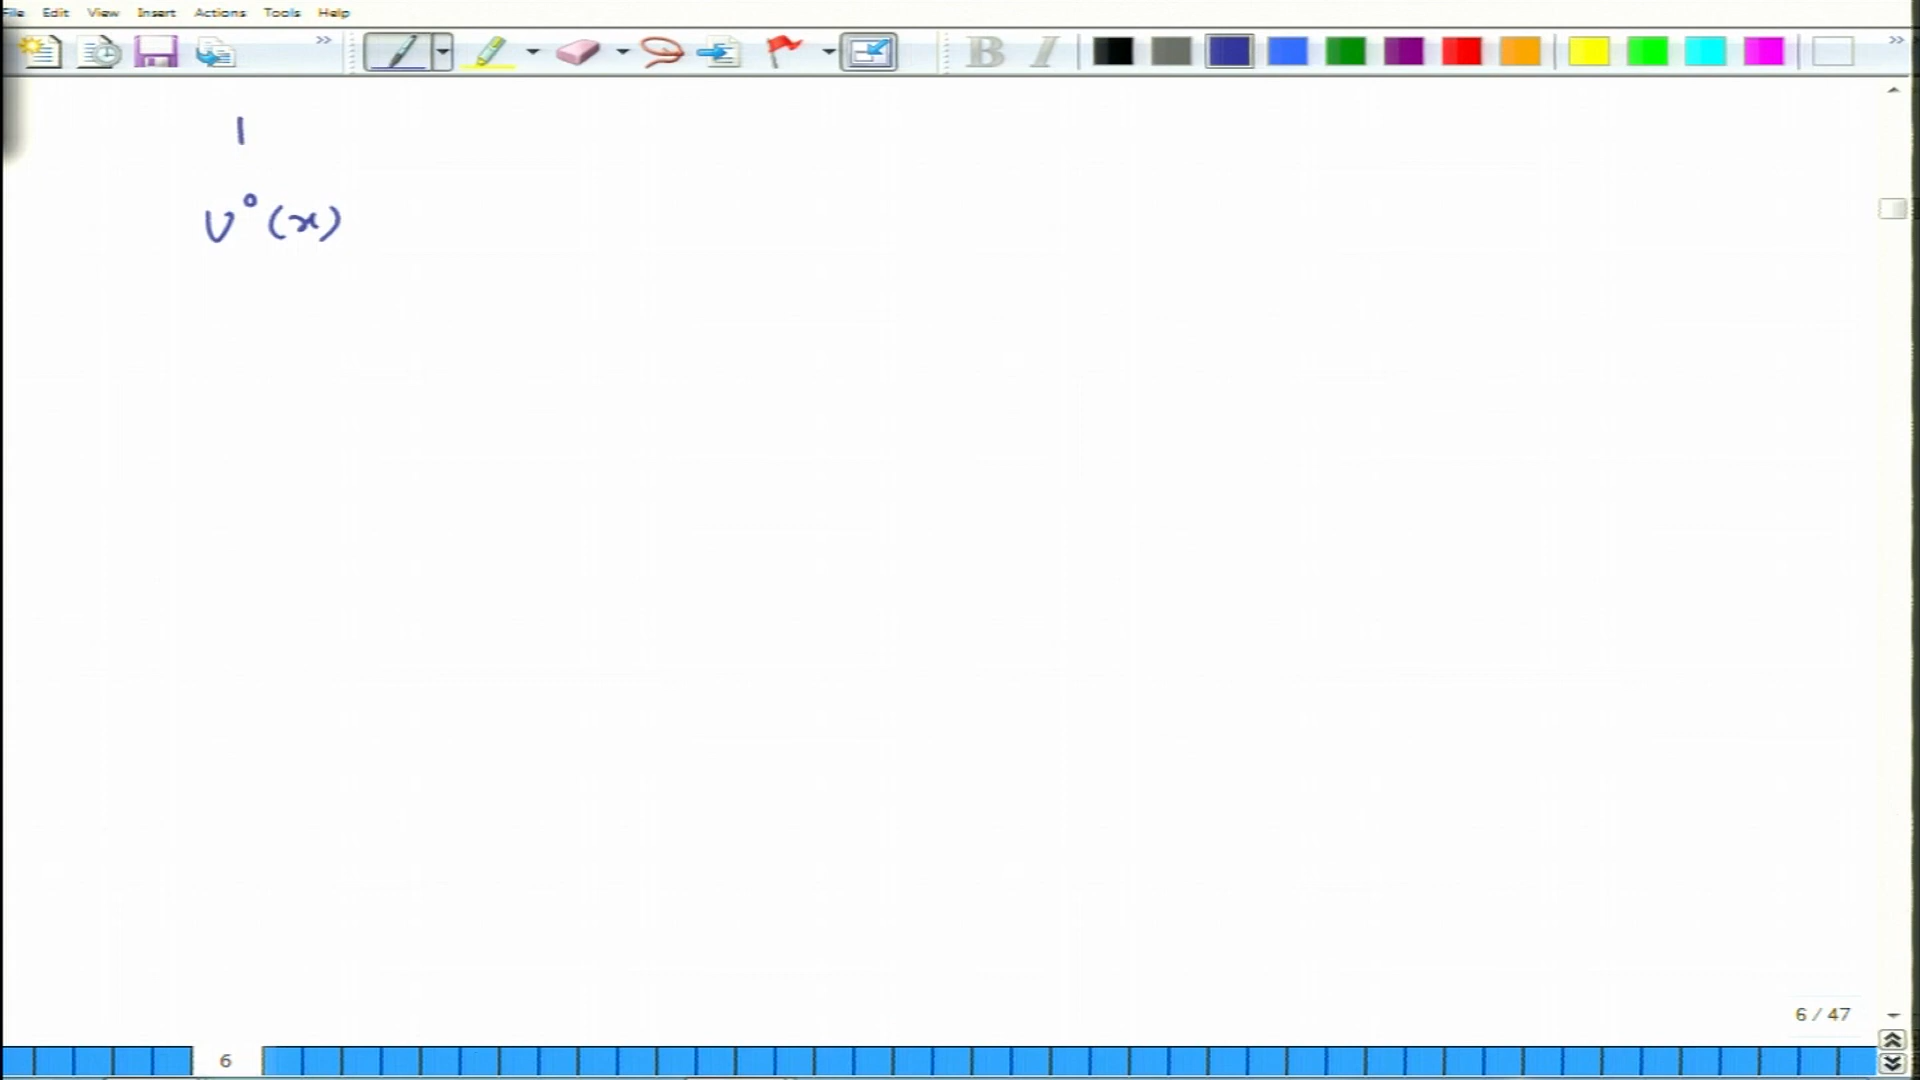 File Edit View Insert Actions Tools Help
B I
1
υ°(x)
6 / 47
6